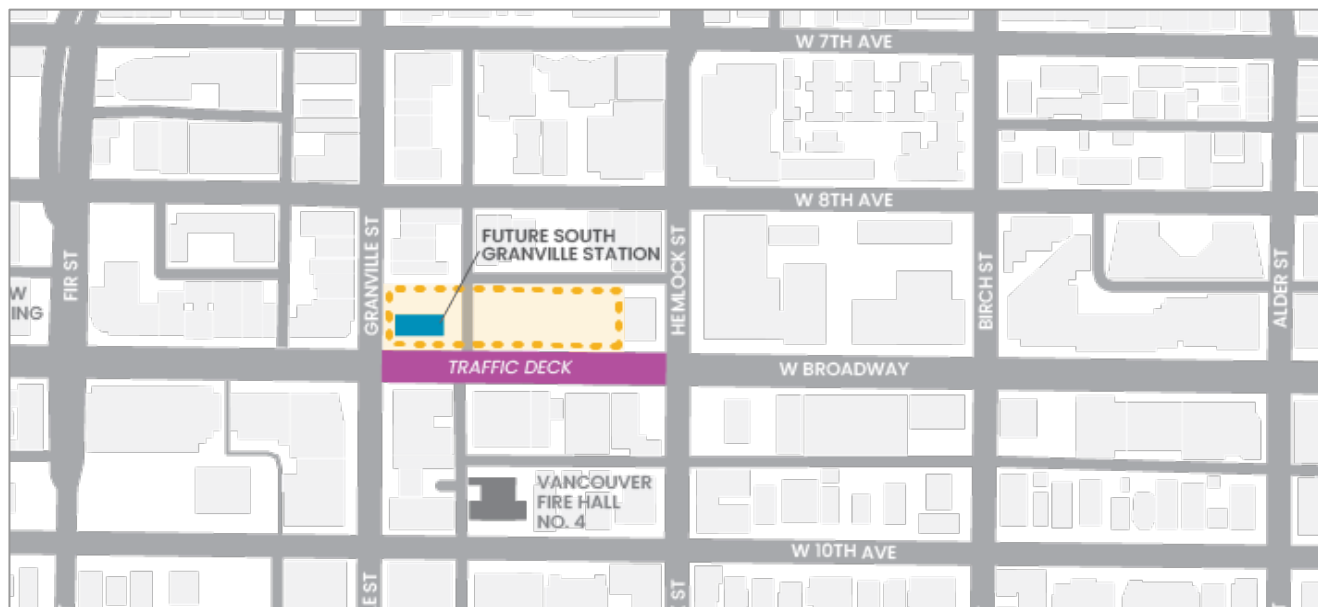 W 7TH AVE
W 8TH AVE
FUTURE SOUTH
GRANVILLE STATION
FIR ST
GRANVILLE ST
HEMLOCK ST
BIRCH ST
ALDER ST
W
ING
TRAFFIC DECK
W BROADWAY
VANCOUVER
FIRE HALL
NO. 4
W 10TH AVE
E ST
ST